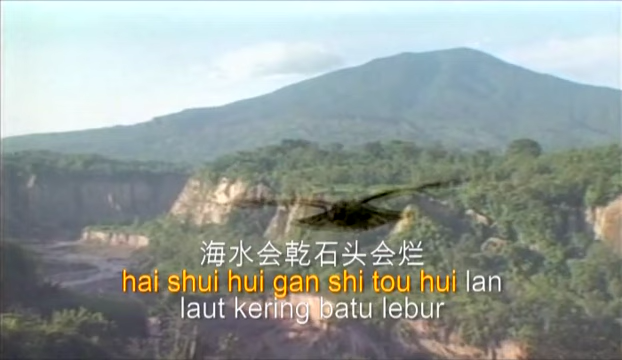 海水会乾石头会烂
hai shui hui gan shi tou hui lan
laut kering batu lebur